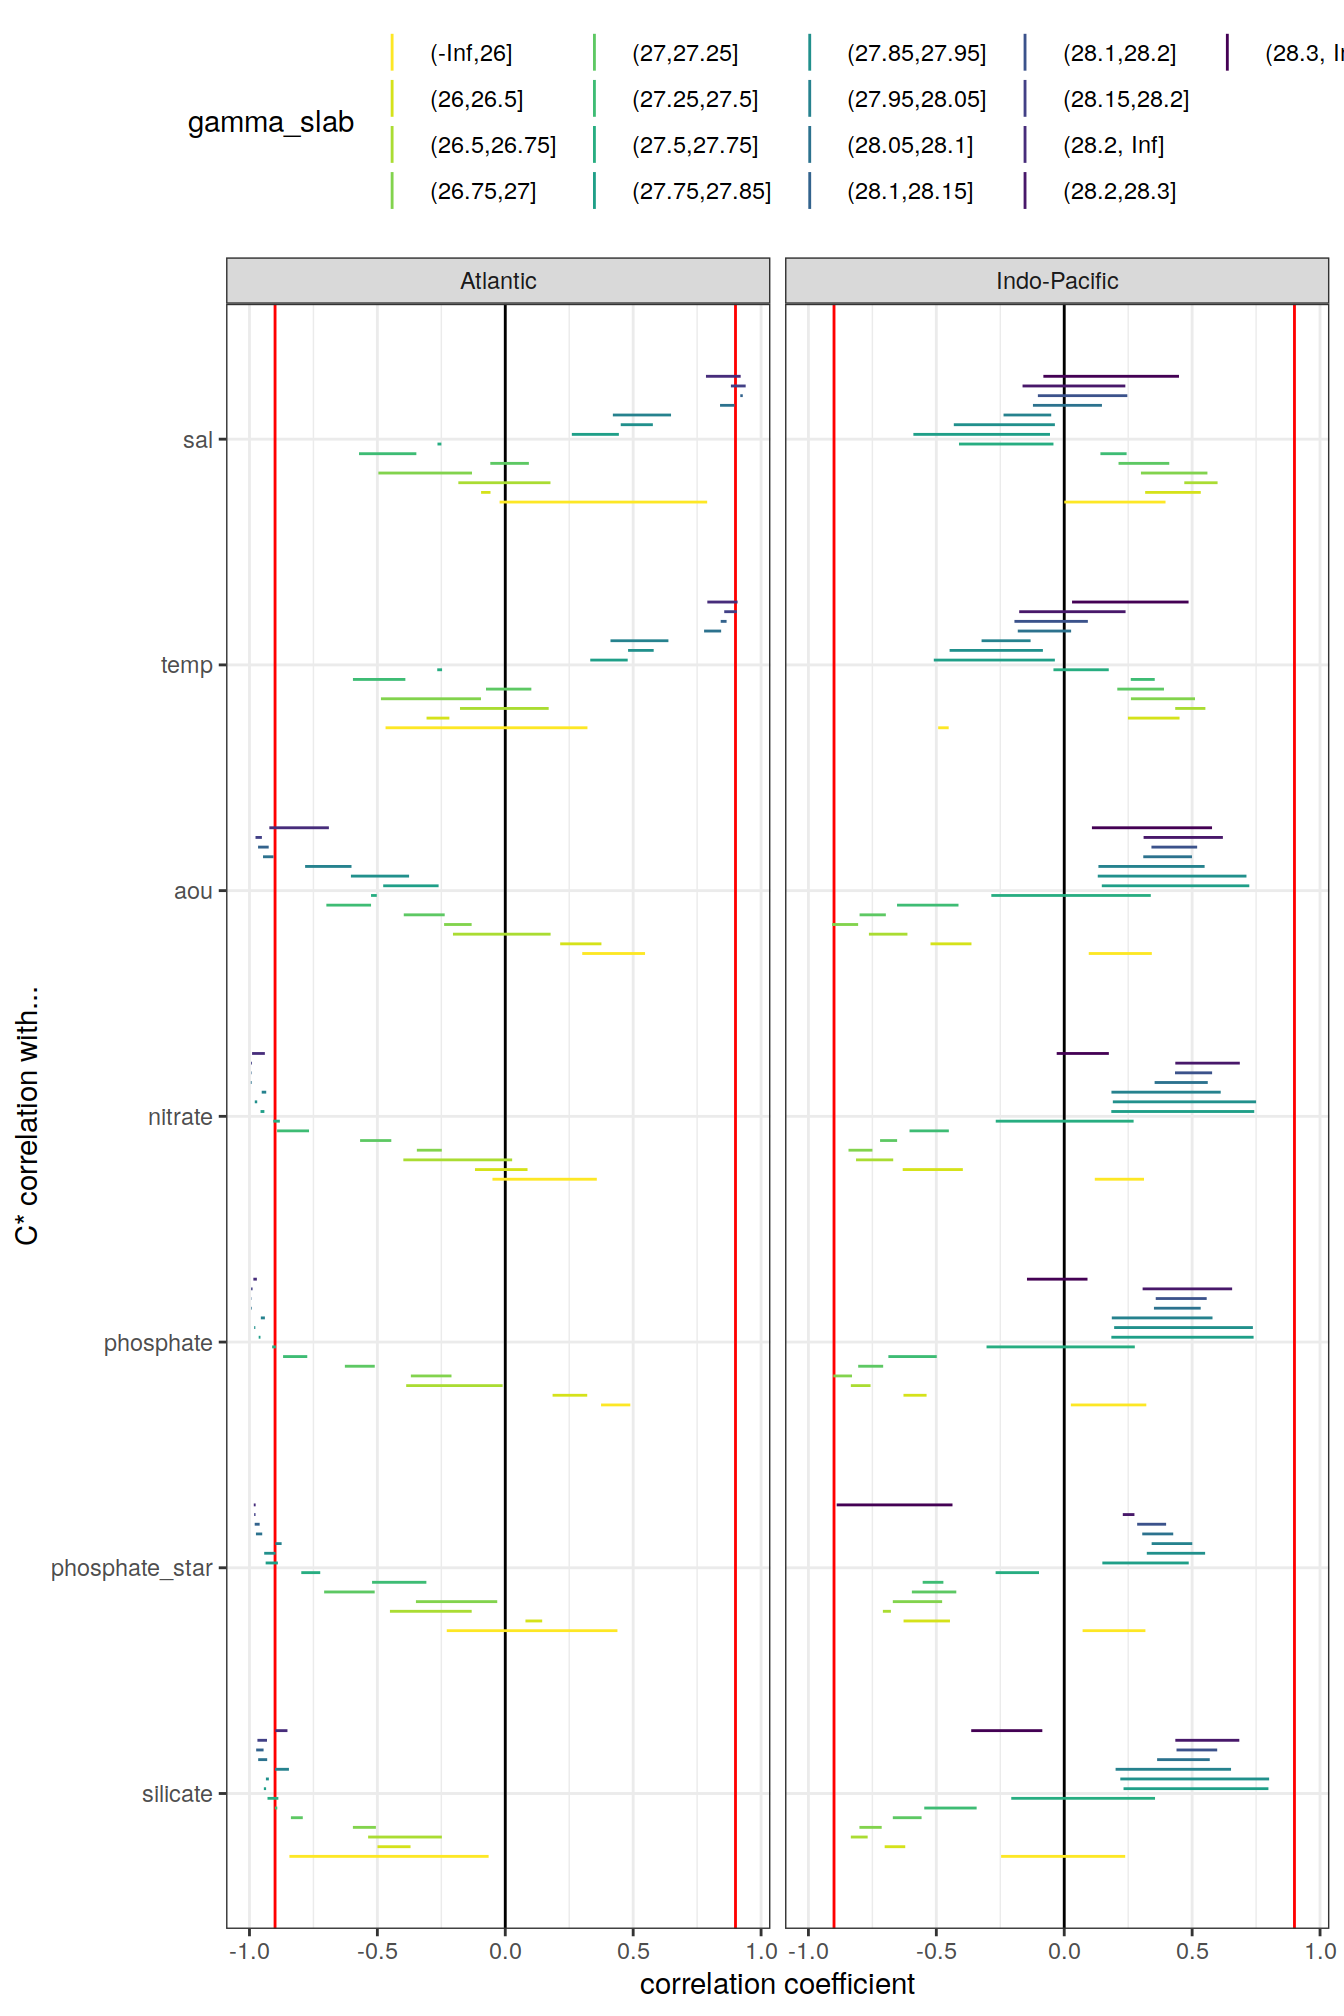 gamma_slab
(-Inf,26]
(26,26.5]
(26.5,26.75]
(26.75,27]
(27,27.25]
(27.25,27.5]
(27.5,27.75]
(27.75,27.85]
(27.85,27.95]
(27.95,28.05]
(28.05,28.1]
(28.1,28.15]
(28.1,28.2]
(28.15,28.2]
(28.2, Inf]
(28.2,28.3]
(28.3,
Atlantic
Indo-Pacific
C* correlation with...
sal
temp
aou
nitrate
phosphate
phosphate_star
silicate
-1.0 -0.5 0.0 0.5 1.0
-1.0 -0.5 0.0 0.5 1.0
correlation coefficient